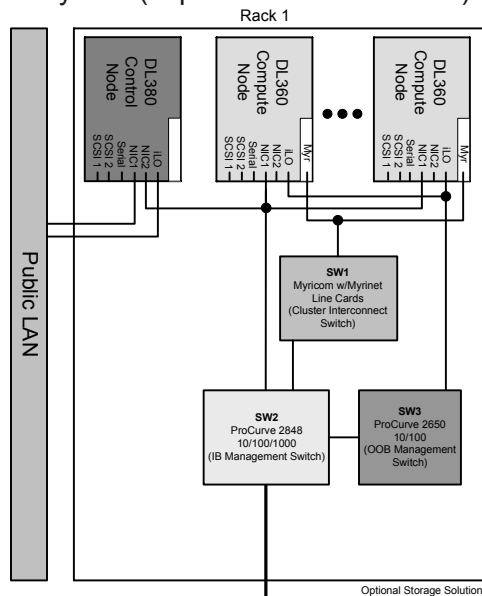 Rack 1
DL380
Control
Node
SCSI 1
SCSI 2
Serial
NIC1
NIC2
iLO
DL360
Compute
Node
SCSI 1
SCSI 2
Serial
NIC1
NIC2
iLO
Myr
DL360
Compute
Node
SCSI 1
SCSI 2
Serial
NIC1
NIC2
iLO
Myr
Public LAN
SW1
Myricom w/Myrinet
Line Cards
(Cluster Interconnect
Switch)
SW2
ProCurve 2848
10/100/1000
(IB Management Switch)
SW3
ProCurve 2650
10/100
(OOB Management
Switch)
Optional Storage Solution